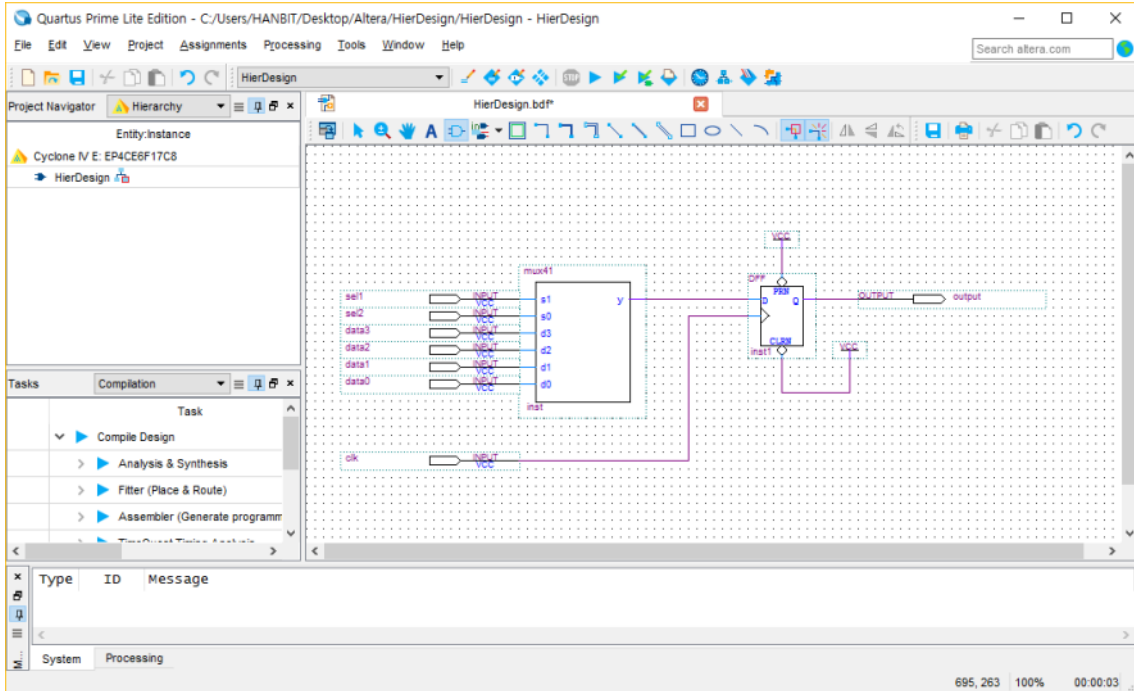 Quartus Prime Lite Edition - C:/Users/HANBIT/Desktop/Altera/HierDesign/HierDesign - HierDesign
File Edit View Project Assignments Processing Tools Window Help
Search altera.com
HierDesign
STOP
Project Navigator Hierarchy
HierDesign.bdf*
Entity:Instance
A
Cyclone IV E: EP4CE6F17C8
HierDesign
VCC
mux41
DFF
PRN
sel1 INPUT VCC s1 y D Q OUTPUT output
sel2 INPUT VCC s0
data3 INPUT VCC d3
data2 INPUT VCC d2
data1 INPUT VCC d1
data0 INPUT VCC d0
CLRN
inst1
VCC
inst
clk INPUT VCC
Tasks Compilation
Task
Compile Design
Analysis & Synthesis
Fitter (Place & Route)
Assembler (Generate programm
TimeQuest Timing Analysis
Type ID Message
System Processing
695, 263 100% 00:00:03